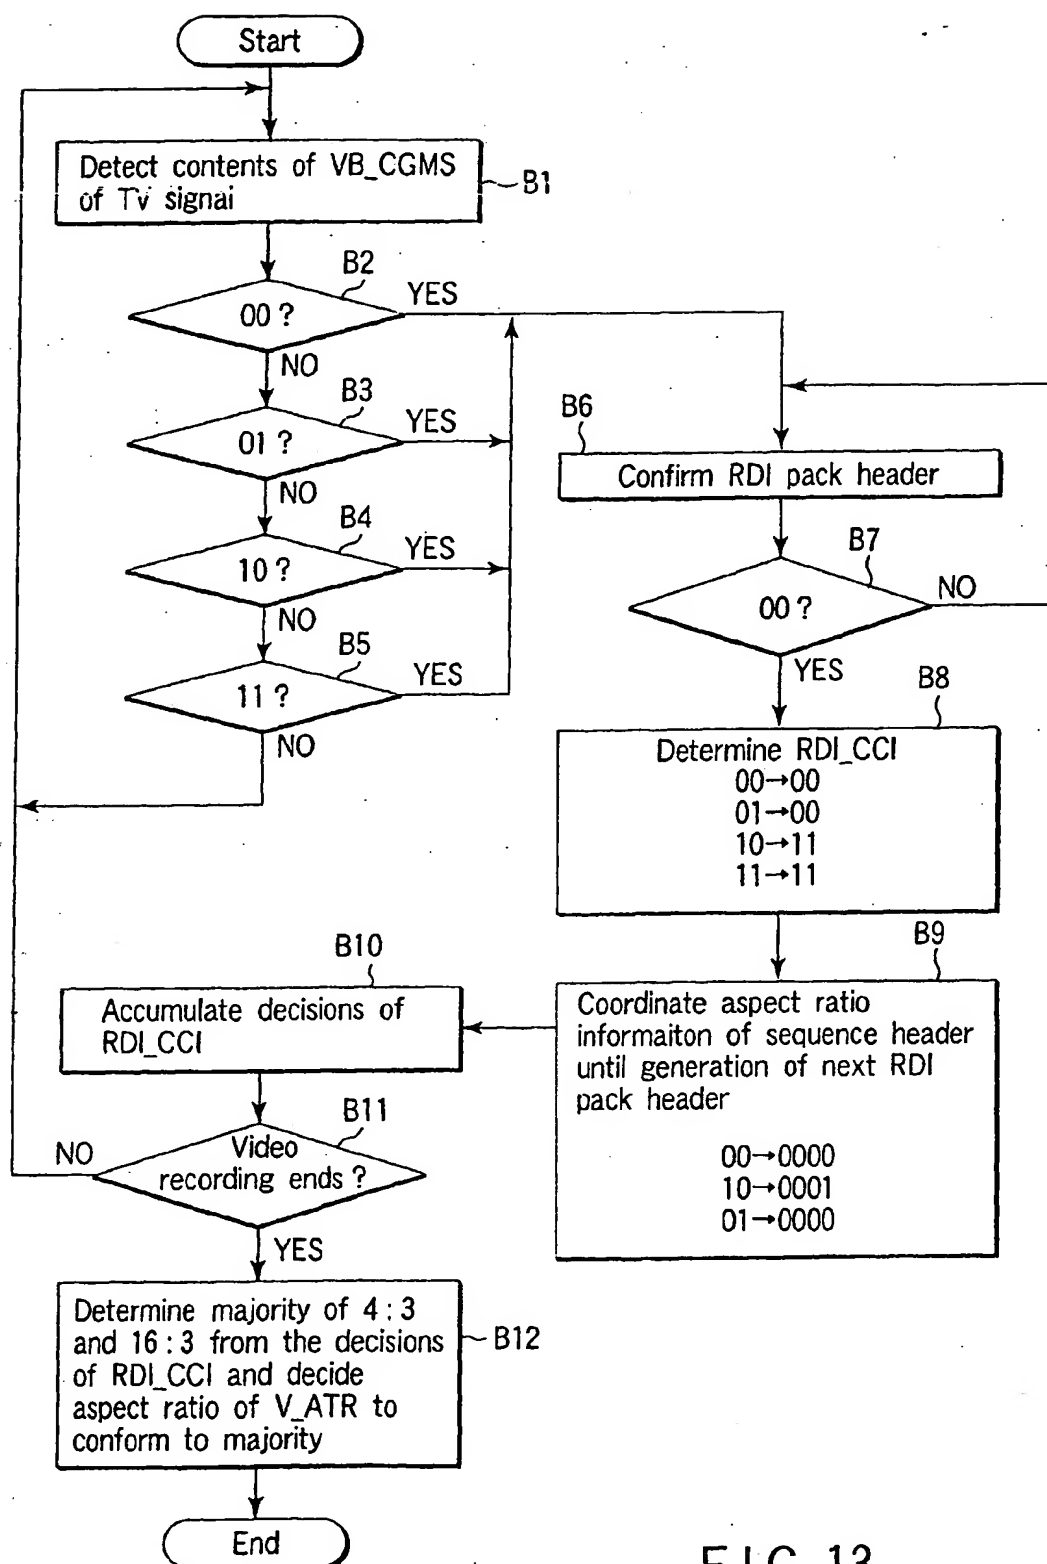 Start
Detect contents of VB_CGMS
of Tv signai
B1
B2
00 ?
YES
NO
B3
01 ?
YES
NO
B4
10 ?
YES
NO
B5
11 ?
YES
NO
B6
Confirm RDI pack header
B7
00 ?
NO
YES
B8
Determine RDI_CCI
00→00
01→00
10→11
11→11
B9
Coordinate aspect ratio
informaiton of sequence header
until generation of next RDI
pack header
00→0000
10→0001
01→0000
B10
Accumulate decisions of
RDI_CCI
B11
Video
recording ends ?
NO
YES
Determine majority of 4 : 3
and 16 : 3 from the decisions
of RDI_CCI and decide
aspect ratio of V_ATR to
conform to majority
B12
End
FIG. 13